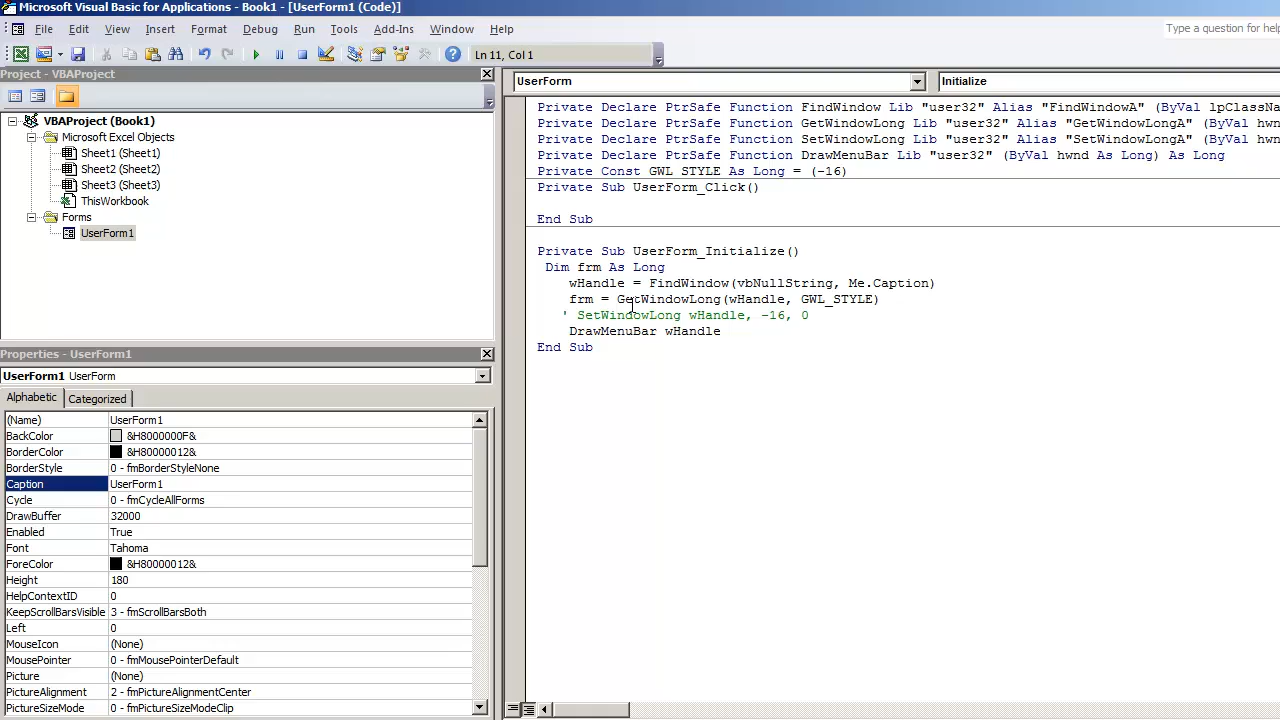 Microsoft Visual Basic for Applications - Book1 - [UserForm1 (Code)]
File Edit View Insert Format Debug Run Tools Add-Ins Window Help
Type a question for help
Ln 11, Col 1
Project - VBAProject
VBAProject (Book1)
Microsoft Excel Objects
Sheet1 (Sheet1)
Sheet2 (Sheet2)
Sheet3 (Sheet3)
ThisWorkbook
Forms
UserForm1
Properties - UserForm1
UserForm1 UserForm
Alphabetic Categorized
(Name) UserForm1
BackColor &H8000000F&
BorderColor &H80000012&
BorderStyle 0 - fmBorderStyleNone
Caption UserForm1
Cycle 0 - fmCycleAllForms
DrawBuffer 32000
Enabled True
Font Tahoma
ForeColor &H80000012&
Height 180
HelpContextID 0
KeepScrollBarsVisible 3 - fmScrollBarsBoth
Left 0
MouseIcon (None)
MousePointer 0 - fmMousePointerDefault
Picture (None)
PictureAlignment 2 - fmPictureAlignmentCenter
PictureSizeMode 0 - fmPictureSizeModeClip
UserForm Initialize
Private Declare PtrSafe Function FindWindow Lib "user32" Alias "FindWindowA" (ByVal lpClassNa
Private Declare PtrSafe Function GetWindowLong Lib "user32" Alias "GetWindowLongA" (ByVal hwn
Private Declare PtrSafe Function SetWindowLong Lib "user32" Alias "SetWindowLongA" (ByVal hwn
Private Declare PtrSafe Function DrawMenuBar Lib "user32" (ByVal hwnd As Long) As Long
Private Const GWL_STYLE As Long = (-16)
Private Sub UserForm_Click()
End Sub
Private Sub UserForm_Initialize()
Dim frm As Long
wHandle = FindWindow(vbNullString, Me.Caption)
frm = GetWindowLong(wHandle, GWL_STYLE)
' SetWindowLong wHandle, -16, 0
DrawMenuBar wHandle
End Sub